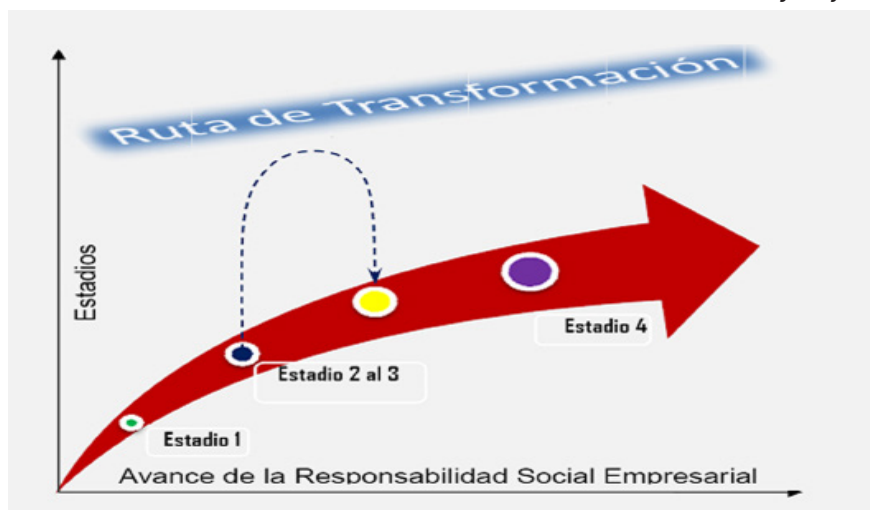 Ruta de Transformación
Estadios
Estadio 4
Estadio 2 al 3
Estadio 1
Avance de la Responsabilidad Social Empresarial